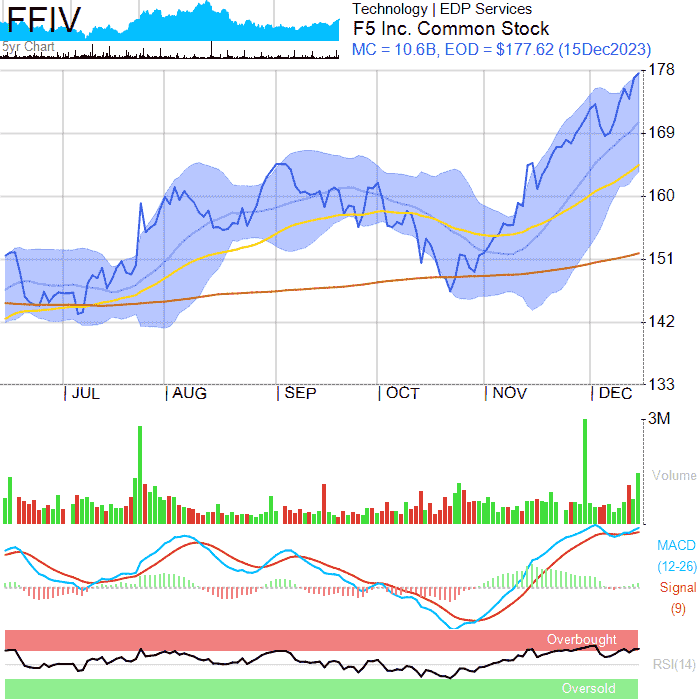 FFIV
5yr Chart
Technology | EDP Services
F5 Inc. Common Stock
MC = 10.6B, EOD = $177.62 (15Dec2023)
178
169
160
151
142
133
JUL
AUG
SEP
OCT
NOV
DEC
3M
Volume
MACD
(12-26)
Signal
(9)
Overbought
RSI(14)
Oversold